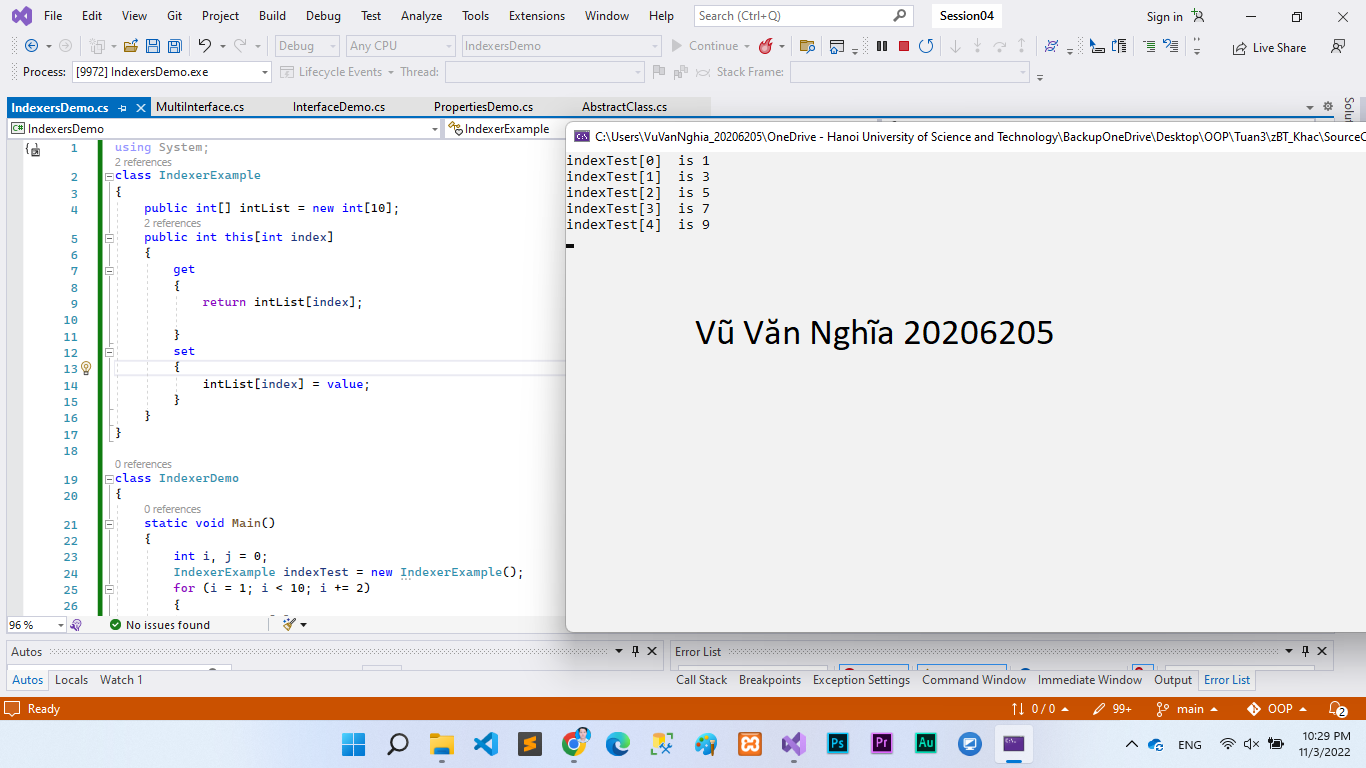 File Edit View Git Project Build Debug Test Analyze Tools Extensions Window Help Search (Ctrl+Q) Session04 Sign in
Debug Any CPU IndexersDemo Continue Live Share
Process: [9972] IndexersDemo.exe Lifecycle Events Thread: Stack Frame:
IndexersDemo.cs MultiInterface.cs InterfaceDemo.cs PropertiesDemo.cs AbstractClass.cs
C# IndexersDemo IndexerExample
C:\Users\VuVanNghia_20206205\OneDrive - Hanoi University of Science and Technology\BackupOneDrive\Desktop\OOP\Tuan3\zBT_Khac\SourceC
1 using System;
2 references
2 class IndexerExample
3 {
4 public int[] intList = new int[10];
2 references
5 public int this[int index]
6 {
7 get
8 {
9 return intList[index];
10
11 }
12 set
13 {
14 intList[index] = value;
15 }
16 }
17 }
18
0 references
19 class IndexerDemo
20 {
0 references
21 static void Main()
22 {
23 int i, j = 0;
24 IndexerExample indexTest = new IndexerExample();
25 for (i = 1; i < 10; i += 2)
26 {
indexTest[0] is 1
indexTest[1] is 3
indexTest[2] is 5
indexTest[3] is 7
indexTest[4] is 9
Vũ Văn Nghĩa 20206205
96 % No issues found
Autos
Autos Locals Watch 1
Error List
Call Stack Breakpoints Exception Settings Command Window Immediate Window Output Error List
Ready 0 / 0 99+ main OOP 2
Ps Pr Au
ENG
10:29 PM
11/3/2022